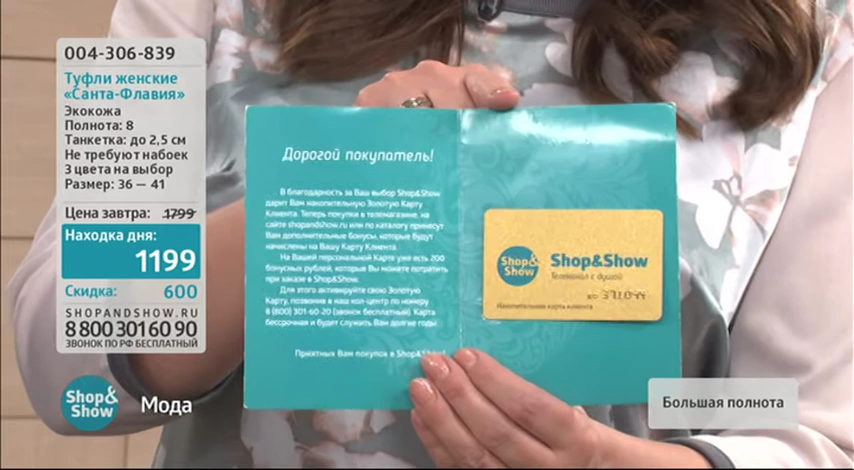 004-306-839
Туфли женские
«Санта-Флавия»
Экокожа
Полнота: 8
Танкетка: до 2,5 см
Не требуют набоек
3 цвета на выбор
Размер: 36 — 41
Цена завтра: 1799
Находка дня:
1199
Скидка: 600
SHOPANDSHOW.RU
8 800 301 60 90
ЗВОНОК ПО РФ БЕСПЛАТНЫЙ
Shop&
Show
Мода
Дорогой покупатель!
В благодарность за Ваш выбор Shop&Show
дарит Вам накопительную Золотую Карту
Клиента. Теперь покупки в телемагазине, на
сайте shopandshow.ru или по каталогу принесут
Вам дополнительные бонусы, которые будут
начислены на Вашу Карту Клиента.
На Вашей персональной Карте уже есть 200
бонусных рублей, которые Вы можете потратить
при заказе в Shop&Show.
Для этого активируйте свою Золотую
Карту, позвонив в наш кол-центр по номеру
8 (800) 301-60-20 (звонок бесплатный). Карта
бессрочная и будет служить Вам долгие годы.
Приятных Вам покупок в Shop&Show!
Shop&
Show
Shop&Show
Телеканал с душой
Накопительная карта клиента
Большая полнота